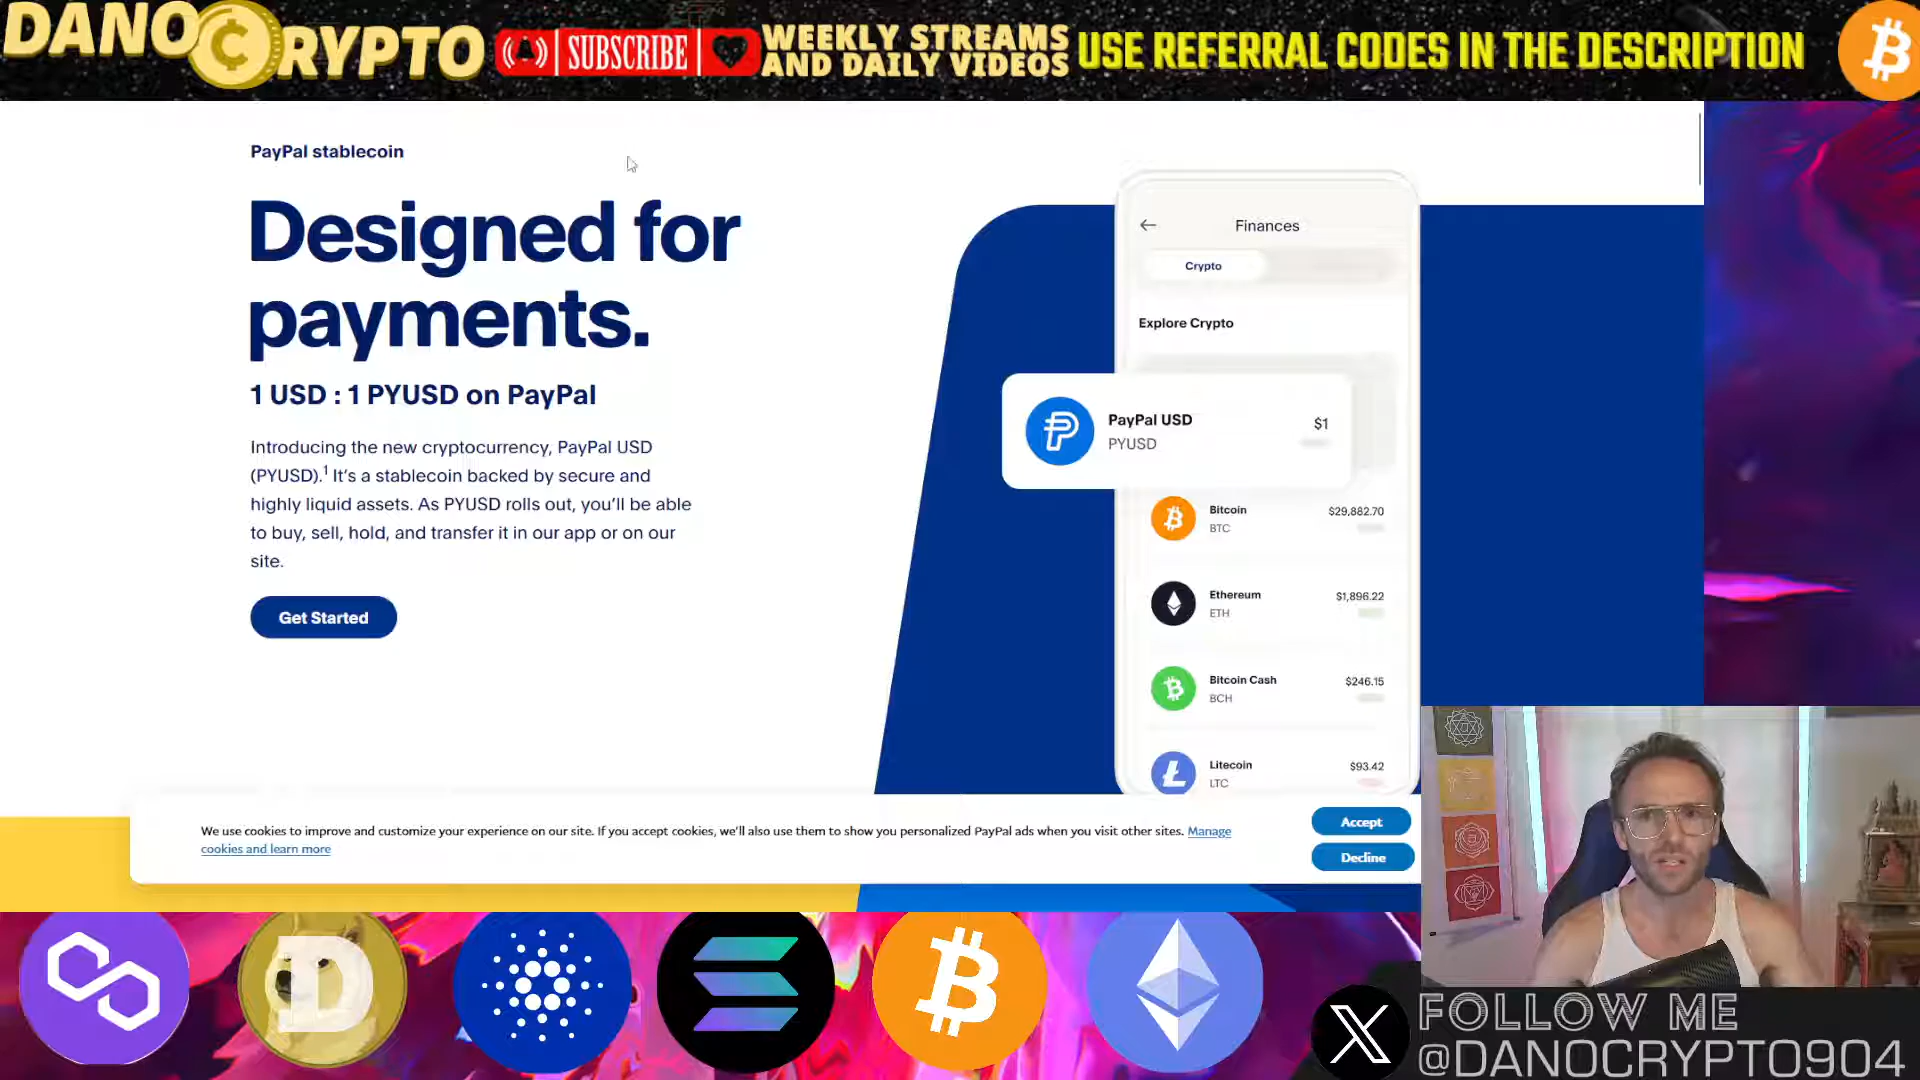 DANO CRYPTO
SUBSCRIBE
WEEKLY STREAMS
AND DAILY VIDEOS
USE REFERRAL CODES IN THE DESCRIPTION
PayPal stablecoin
Designed for
payments.
1 USD : 1 PYUSD on PayPal
Introducing the new cryptocurrency, PayPal USD
(PYUSD).1 It’s a stablecoin backed by secure and
highly liquid assets. As PYUSD rolls out, you’ll be able
to buy, sell, hold, and transfer it in our app or on our
site.
Get Started
Finances
Crypto
Explore Crypto
PayPal USD
PYUSD
$1
Bitcoin
BTC
$29,882.70
Ethereum
ETH
$1,896.22
Bitcoin Cash
BCH
$246.15
Litecoin
LTC
$93.42
We use cookies to improve and customize your experience on our site. If you accept cookies, we’ll also use them to show you personalized PayPal ads when you visit other sites. Manage
cookies and learn more
Accept
Decline
FOLLOW ME
@DANOCRYPTO904